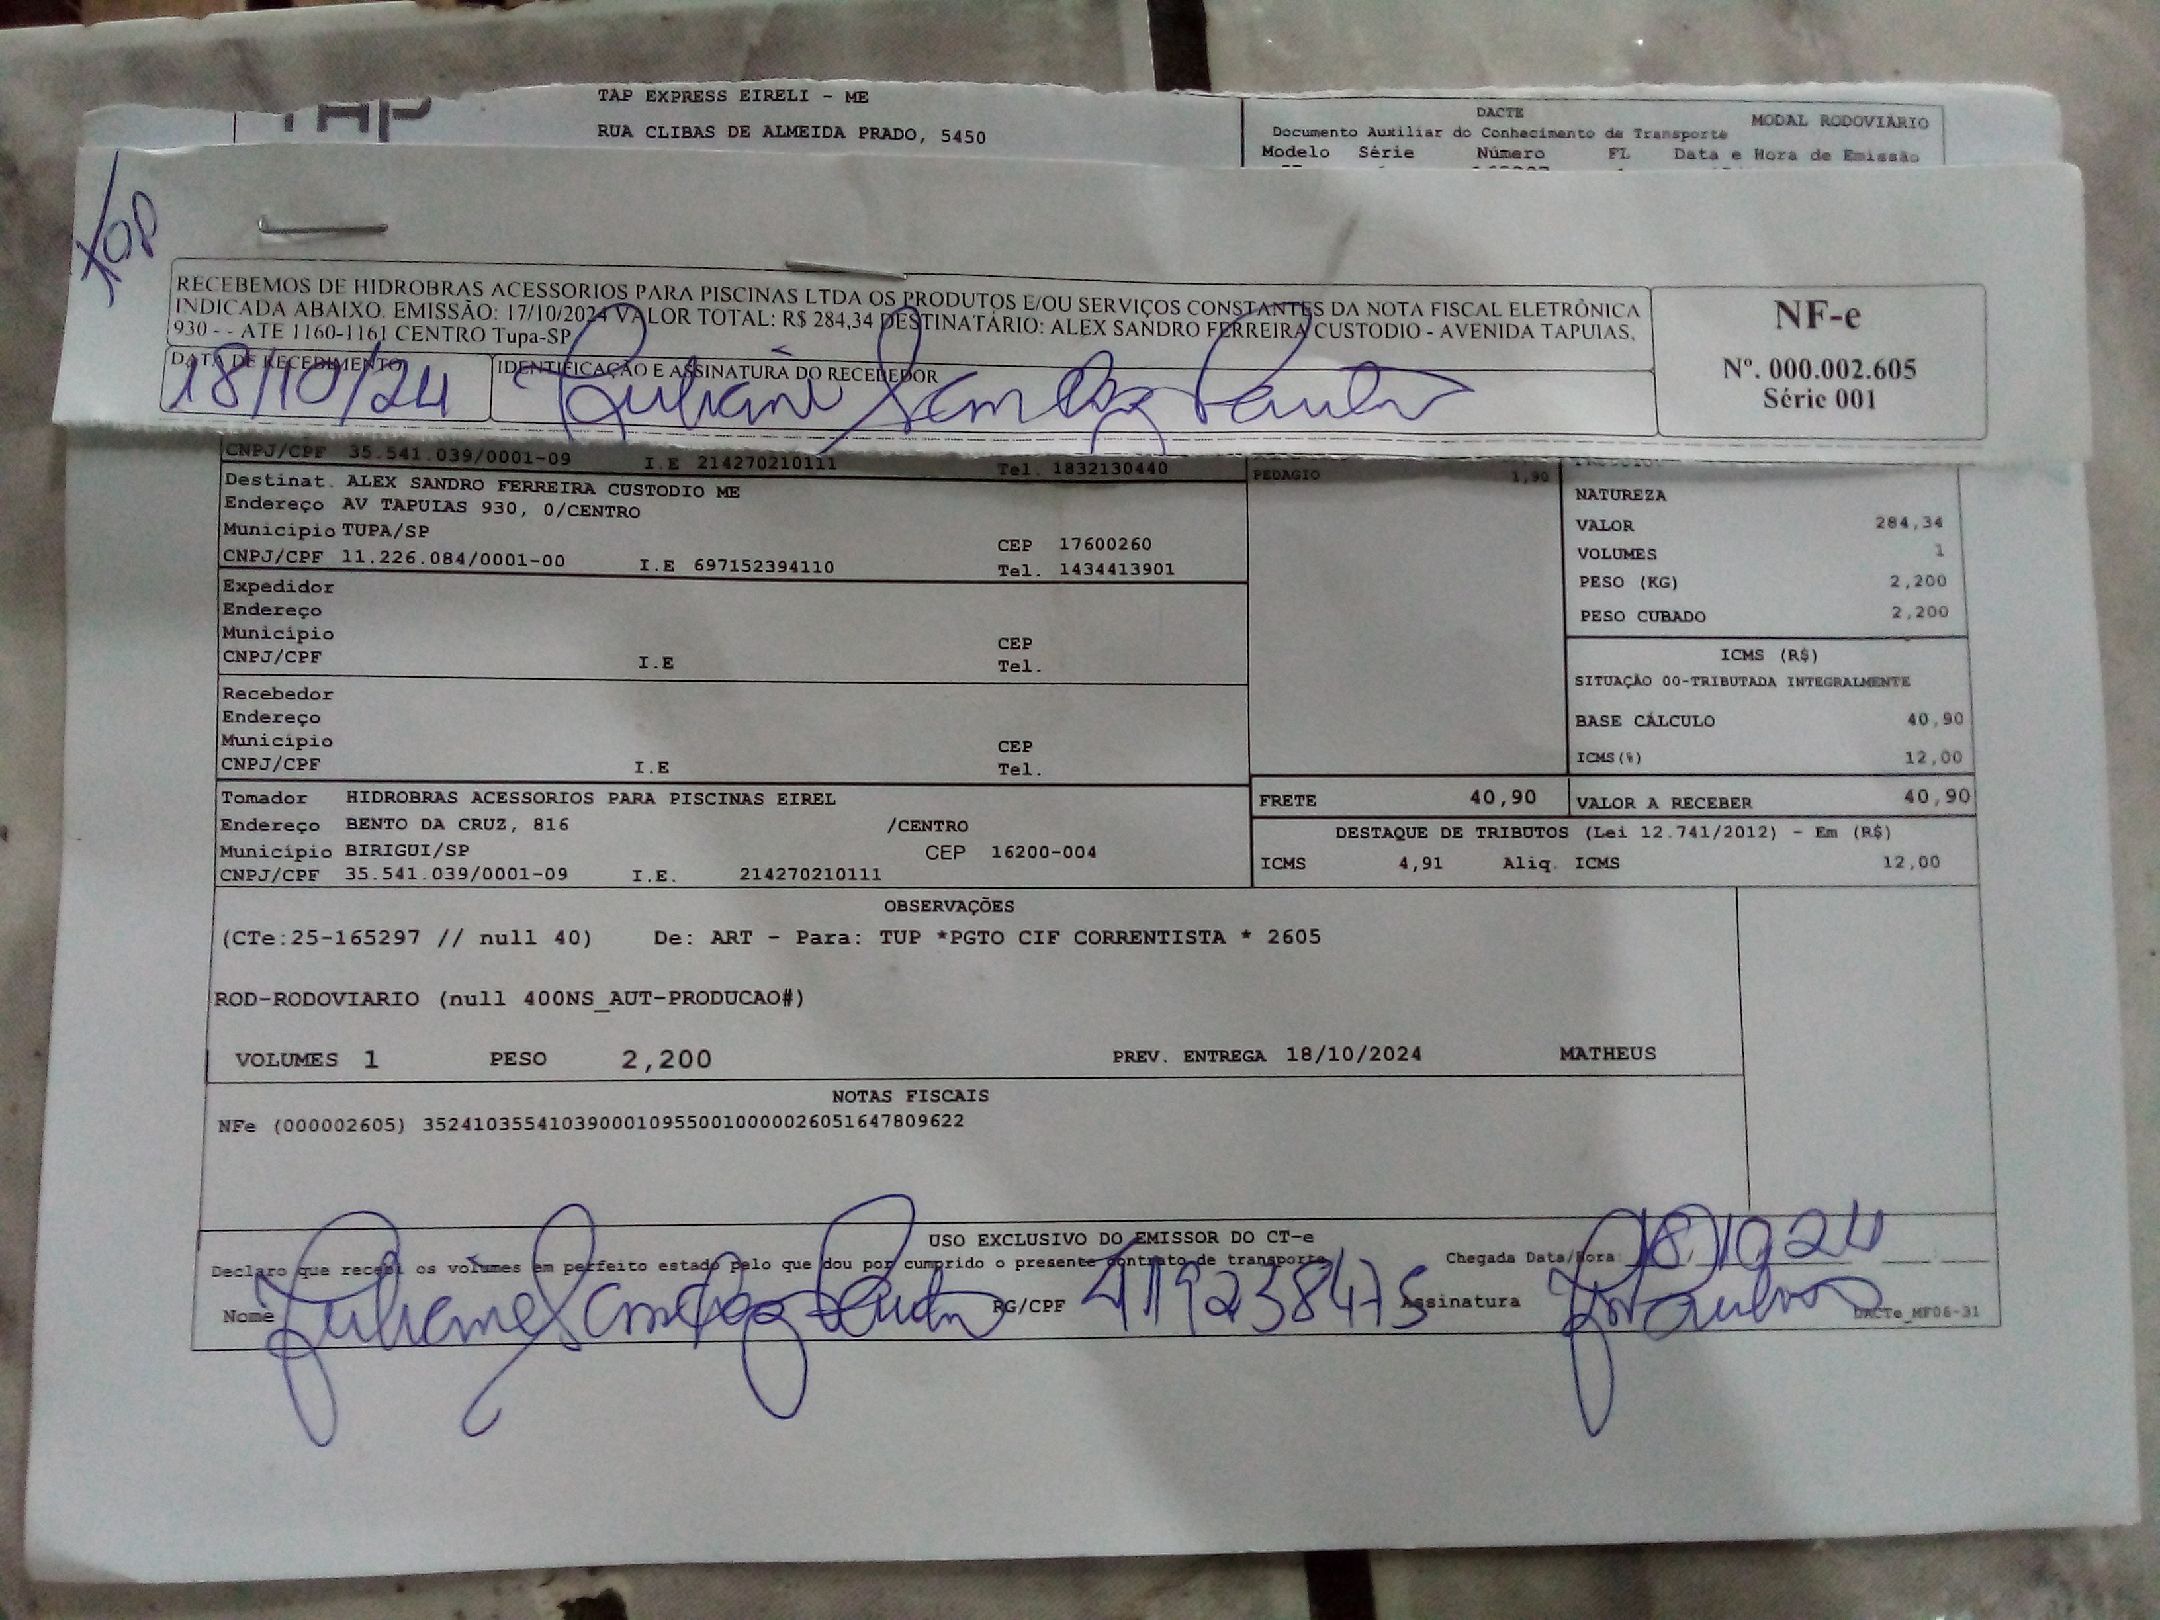 TAP
TAP EXPRESS EIRELI - ME
RUA CLIBAS DE ALMEIDA PRADO, 5450
DACTE
MODAL RODOVIÁRIO
Documento Auxiliar do Conhecimento de Transporte
Modelo Série Número FL Data e Hora de Emissão
RECEBEMOS DE HIDROBRAS ACESSORIOS PARA PISCINAS LTDA OS PRODUTOS E/OU SERVIÇOS CONSTANTES DA NOTA FISCAL ELETRÔNICA
INDICADA ABAIXO. EMISSÃO: 17/10/2024 VALOR TOTAL: R$ 284,34 DESTINATÁRIO: ALEX SANDRO FERREIRA CUSTODIO - AVENIDA TAPUIAS,
930 - - ATE 1160-1161 CENTRO Tupa-SP
DATA DE RECEBIMENTO
18/10/24
IDENTIFICAÇÃO E ASSINATURA DO RECEBEDOR
NF-e
Nº. 000.002.605
Série 001
CNPJ/CPF 35.541.039/0001-09 I.E 214270210111 Tel. 1832130440
Destinat. ALEX SANDRO FERREIRA CUSTODIO ME
Endereço AV TAPUIAS 930, 0/CENTRO
Município TUPA/SP CEP 17600260
CNPJ/CPF 11.226.084/0001-00 I.E 697152394110 Tel. 1434413901
Expedidor
Endereço
Município CEP
CNPJ/CPF I.E Tel.
Recebedor
Endereço
Município CEP
CNPJ/CPF I.E Tel.
Tomador HIDROBRAS ACESSORIOS PARA PISCINAS EIREL
Endereço BENTO DA CRUZ, 816 /CENTRO
Município BIRIGUI/SP CEP 16200-004
CNPJ/CPF 35.541.039/0001-09 I.E. 214270210111
PEDAGIO 1,90
NATUREZA
VALOR 284,34
VOLUMES 1
PESO (KG) 2,200
PESO CUBADO 2,200
ICMS (R$)
SITUAÇÃO 00-TRIBUTADA INTEGRALMENTE
BASE CÁLCULO 40,90
ICMS(%) 12,00
FRETE 40,90 VALOR A RECEBER 40,90
DESTAQUE DE TRIBUTOS (Lei 12.741/2012) - Em (R$)
ICMS 4,91 Aliq. ICMS 12,00
OBSERVAÇÕES
(CTe:25-165297 // null 40) De: ART - Para: TUP *PGTO CIF CORRENTISTA * 2605
ROD-RODOVIARIO (null 400NS_AUT-PRODUCAO#)
VOLUMES 1 PESO 2,200 PREV. ENTREGA 18/10/2024 MATHEUS
NOTAS FISCAIS
NFe (000002605) 35241035541039000109550010000026051647809622
USO EXCLUSIVO DO EMISSOR DO CT-e
Declaro que recebi os volumes em perfeito estado pelo que dou por cumprido o presente contrato de transporte
Chegada Data/Hora 18/10 24
Nome RG/CPF 419238475 Assinatura
DACTe_MF06-31